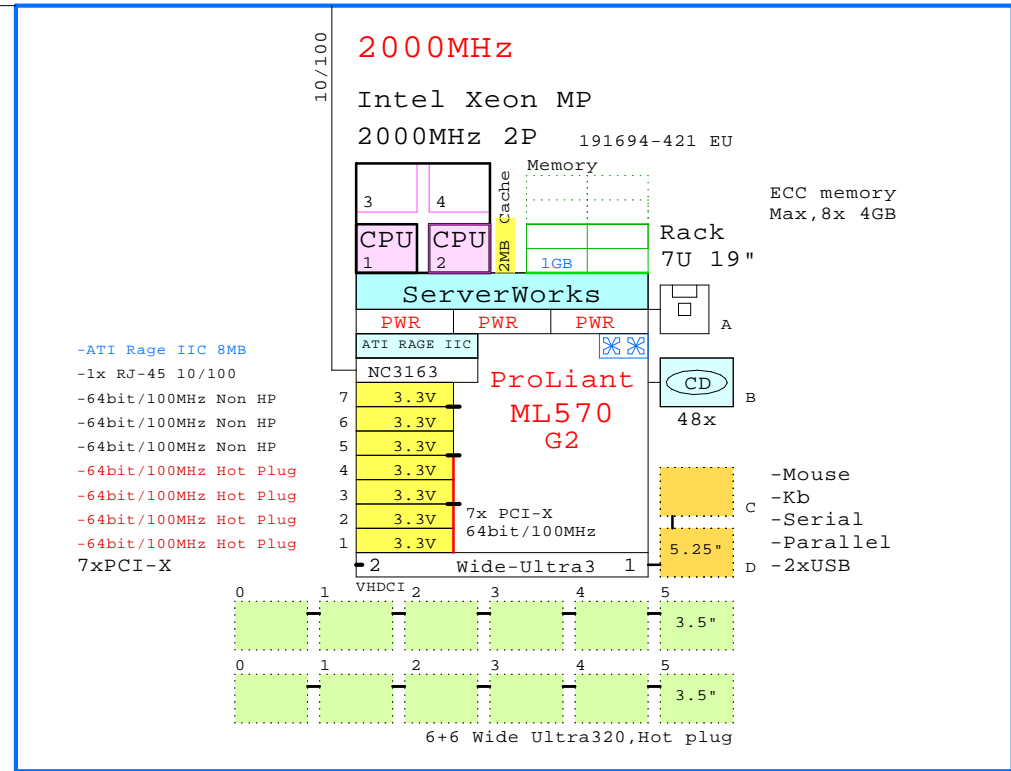 10/100
2000MHz
Intel Xeon MP
2000MHz 2P
191694-421 EU
Memory
3
4
2MB Cache
ECC memory
Max,8x 4GB
CPU
1
CPU
2
1GB
Rack
7U 19"
ServerWorks
PWR
PWR
PWR
A
ATI RAGE IIC
-ATI Rage IIC 8MB
-1x RJ-45 10/100
NC3163
ProLiant
ML570
G2
CD
B
48x
-64bit/100MHz Non HP
7
3.3V
-64bit/100MHz Non HP
6
3.3V
-64bit/100MHz Non HP
5
3.3V
-64bit/100MHz Hot Plug
4
3.3V
-64bit/100MHz Hot Plug
3
3.3V
-64bit/100MHz Hot Plug
2
3.3V
-64bit/100MHz Hot Plug
1
3.3V
7x PCI-X
64bit/100MHz
C
-Mouse
-Kb
-Serial
-Parallel
-2xUSB
5.25"
D
7xPCI-X
2
Wide-Ultra3
1
VHDCI
0
1
2
3
4
5
3.5"
0
1
2
3
4
5
3.5"
6+6 Wide Ultra320,Hot plug